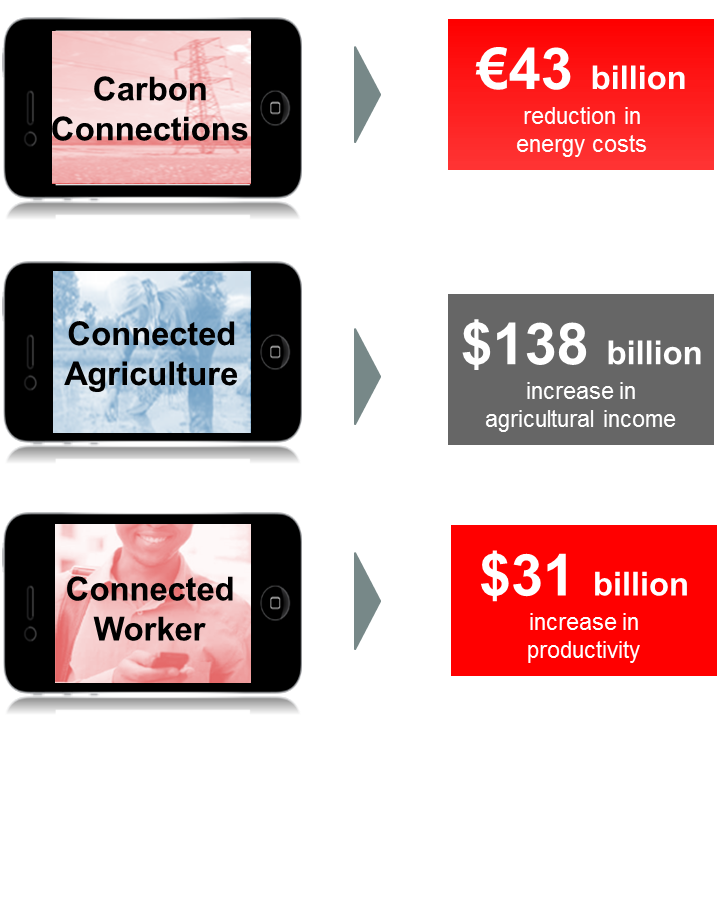 Carbon
Connections
€43 billion
reduction in
energy costs
Connected
Agriculture
$138 billion
increase in
agricultural income
Connected
Worker
$31 billion
increase in
productivity